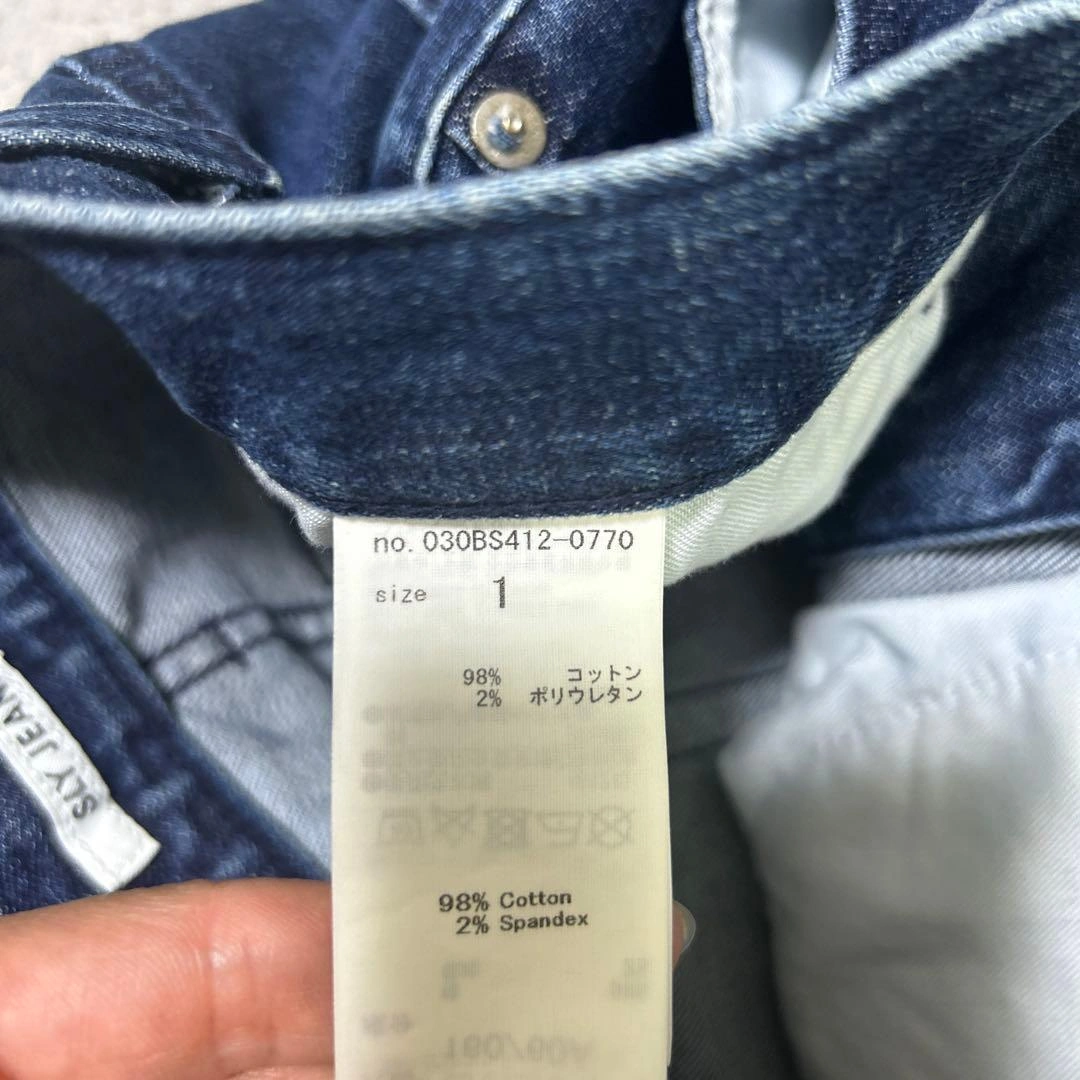 no. 030BS412-0770
size 1
98% コットン
2% ポリウレタン
98% Cotton
2% Spandex
SLY JEAN